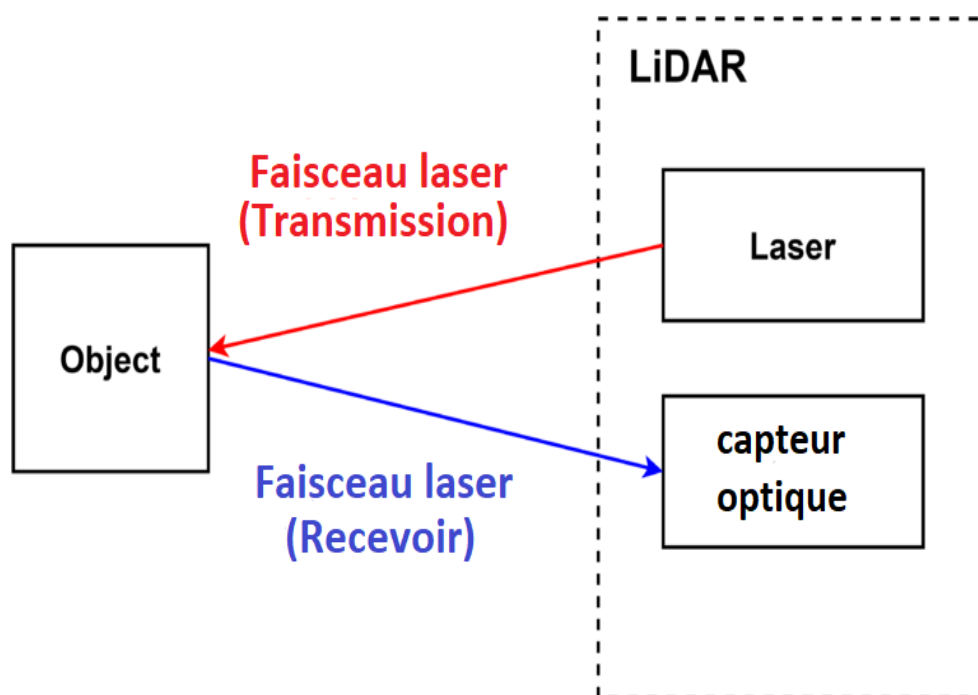 LiDAR
Faisceau laser
(Transmission)
Laser
Object
capteur
optique
Faisceau laser
(Recevoir)